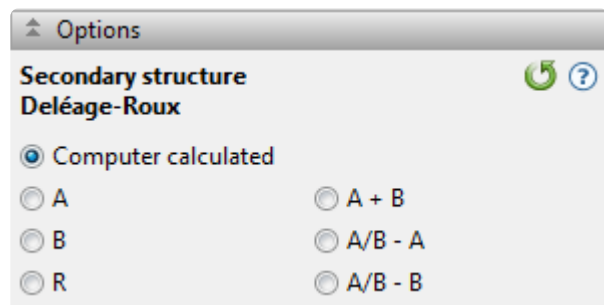 Options
Secondary structure
Deléage-Roux
?
Computer calculated
A
A + B
B
A/B - A
R
A/B - B